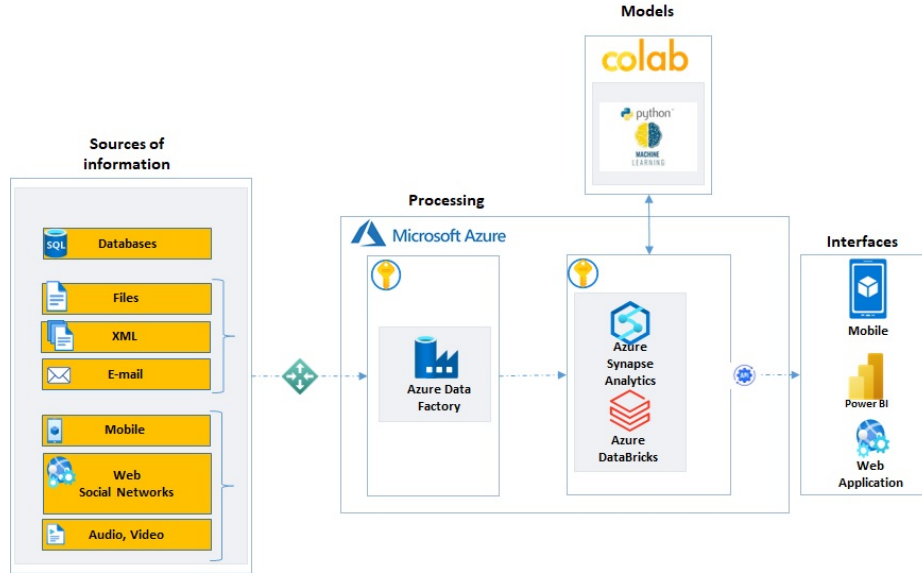 Models
colab
python
MACHINE
LEARNING
Sources of
information
SQL
Databases
Files
XML
E-mail
Mobile
Web
Social Networks
Audio, Video
Processing
Microsoft Azure
Azure Data
Factory
Azure
Synapse
Analytics
Azure
DataBricks
API
Interfaces
Mobile
Power BI
Web
Application